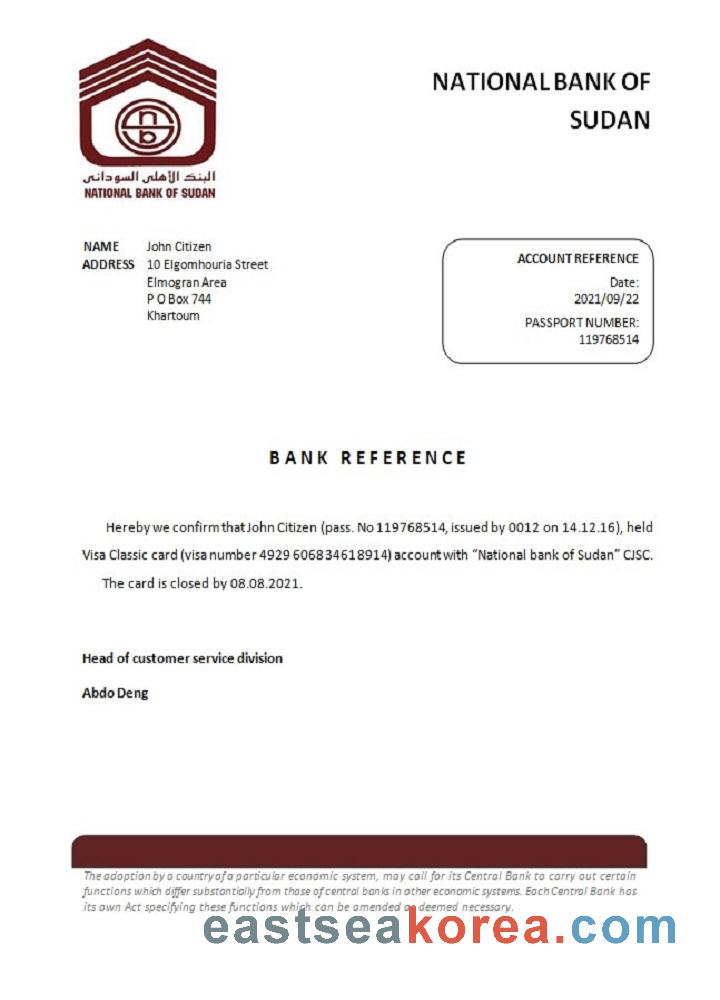 NATIONAL BANK OF
SUDAN
البنك الأهلي السوداني
NATIONAL BANK OF SUDAN
NAME John Citizen
ADDRESS 10 Elgomhouria Street
Elmogran Area
P O Box 744
Khartoum
ACCOUNT REFERENCE
Date:
2021/09/22
PASSPORT NUMBER:
119768514
BANK REFERENCE
Hereby we confirm that John Citizen (pass. No 119768514, issued by 0012 on 14.12.16), held
Visa Classic card (visa number 4929 606834618914) account with “National bank of Sudan” CJSC.
The card is closed by 08.08.2021.
Head of customer service division
Abdo Deng
The adoption by a country of a particular economic system, may call for its Central Bank to carry out certain
functions which differ substantially from those of central banks in other economic systems. Each Central Bank has
its own Act specifying these functions which can be amended as deemed necessary.
eastseakorea.com